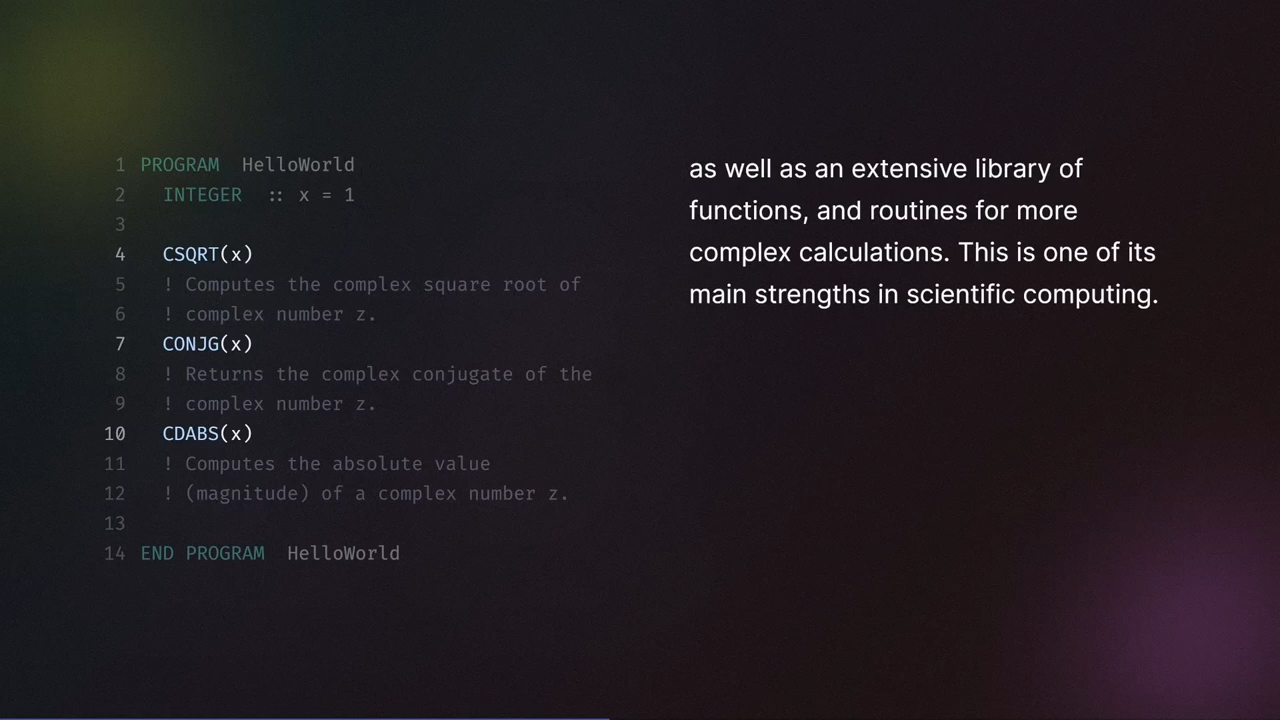 1 PROGRAM HelloWorld
2 INTEGER :: x = 1
3
4 CSQRT(x)
5 ! Computes the complex square root of
6 ! complex number z.
7 CONJG(x)
8 ! Returns the complex conjugate of the
9 ! complex number z.
10 CDABS(x)
11 ! Computes the absolute value
12 ! (magnitude) of a complex number z.
13
14 END PROGRAM HelloWorld
as well as an extensive library of
functions, and routines for more
complex calculations. This is one of its
main strengths in scientific computing.